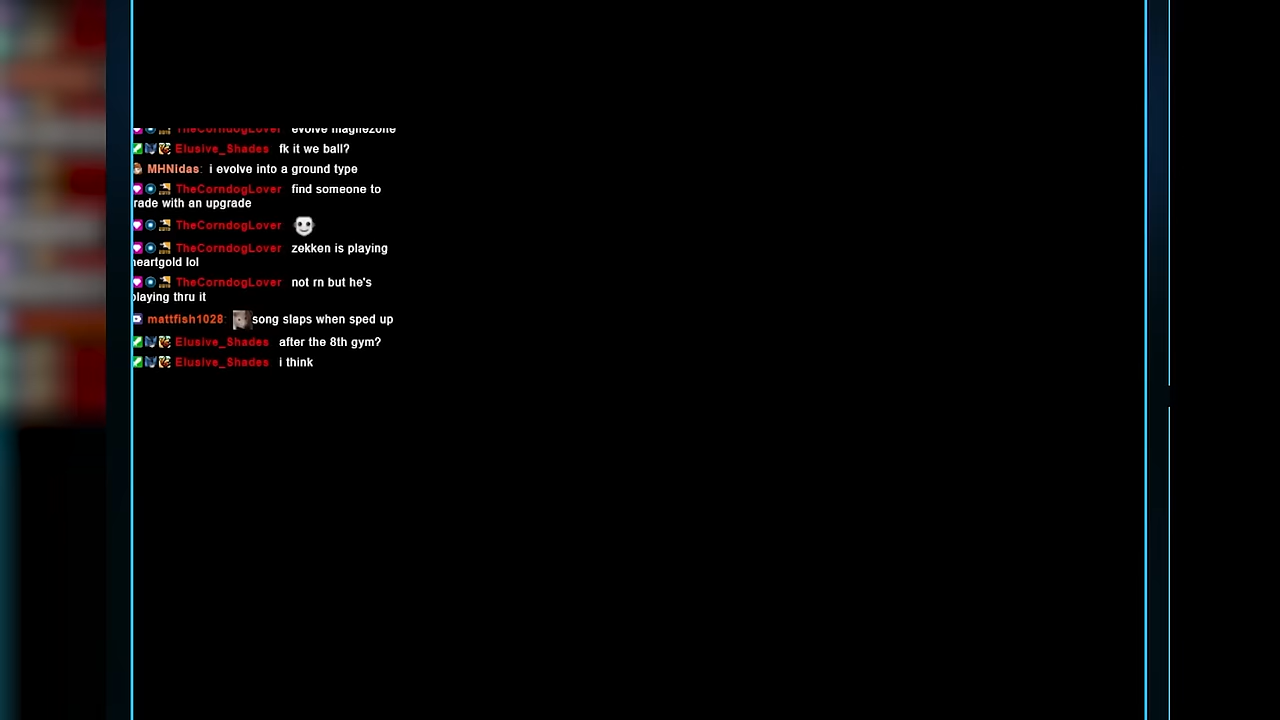 TheCorndogLover evolve magnezone
Elusive_Shades fk it we ball?
MHNidas: i evolve into a ground type
TheCorndogLover find someone to
rade with an upgrade
TheCorndogLover
TheCorndogLover zekken is playing
heartgold lol
TheCorndogLover not rn but he's
playing thru it
mattfish1028: song slaps when sped up
Elusive_Shades after the 8th gym?
Elusive_Shades i think